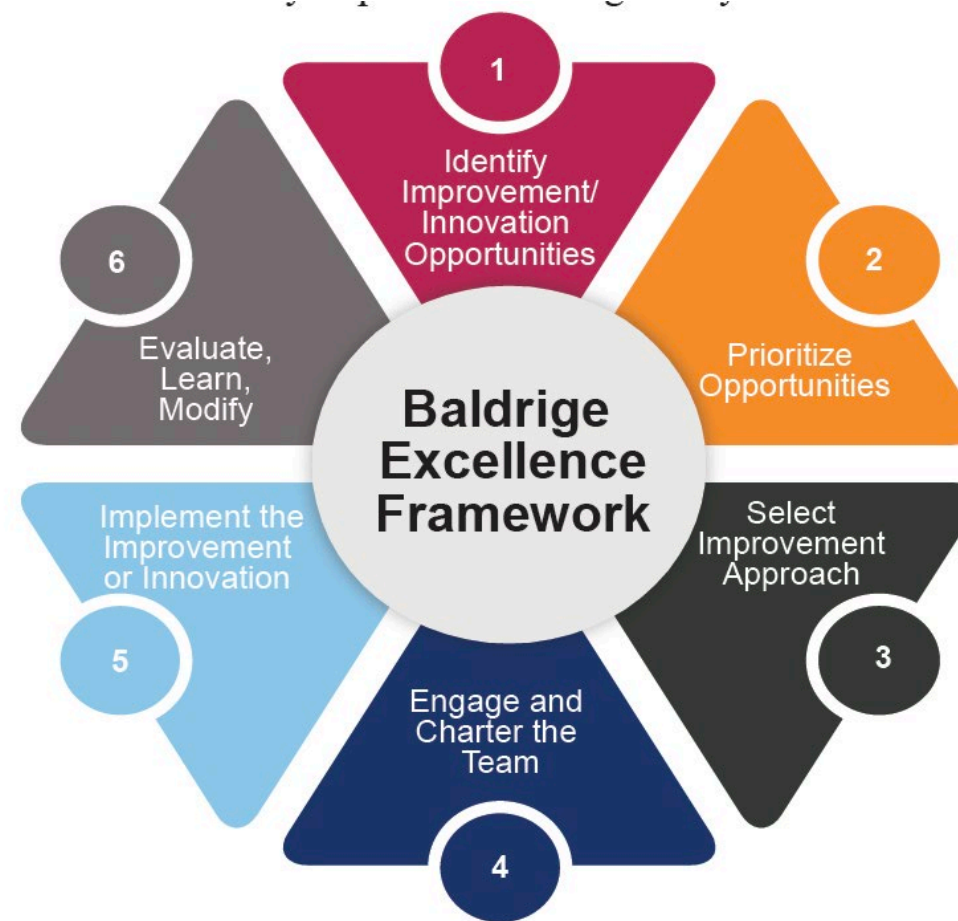 1
Identify
Improvement/
Innovation
Opportunities
2
Prioritize
Opportunities
Select
Improvement
Approach
3
Engage and
Charter the
Team
4
Implement the
Improvement
or Innovation
5
6
Evaluate,
Learn,
Modify
Baldrige
Excellence
Framework